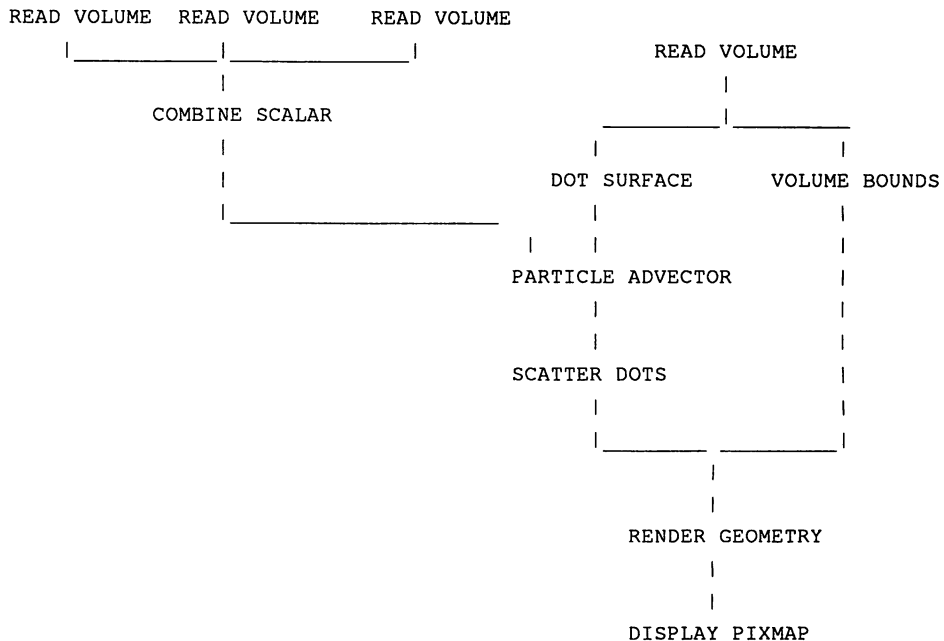 READ VOLUME READ VOLUME READ VOLUME
READ VOLUME
COMBINE SCALAR
DOT SURFACE VOLUME BOUNDS
PARTICLE ADVECTOR
SCATTER DOTS
RENDER GEOMETRY
DISPLAY PIXMAP